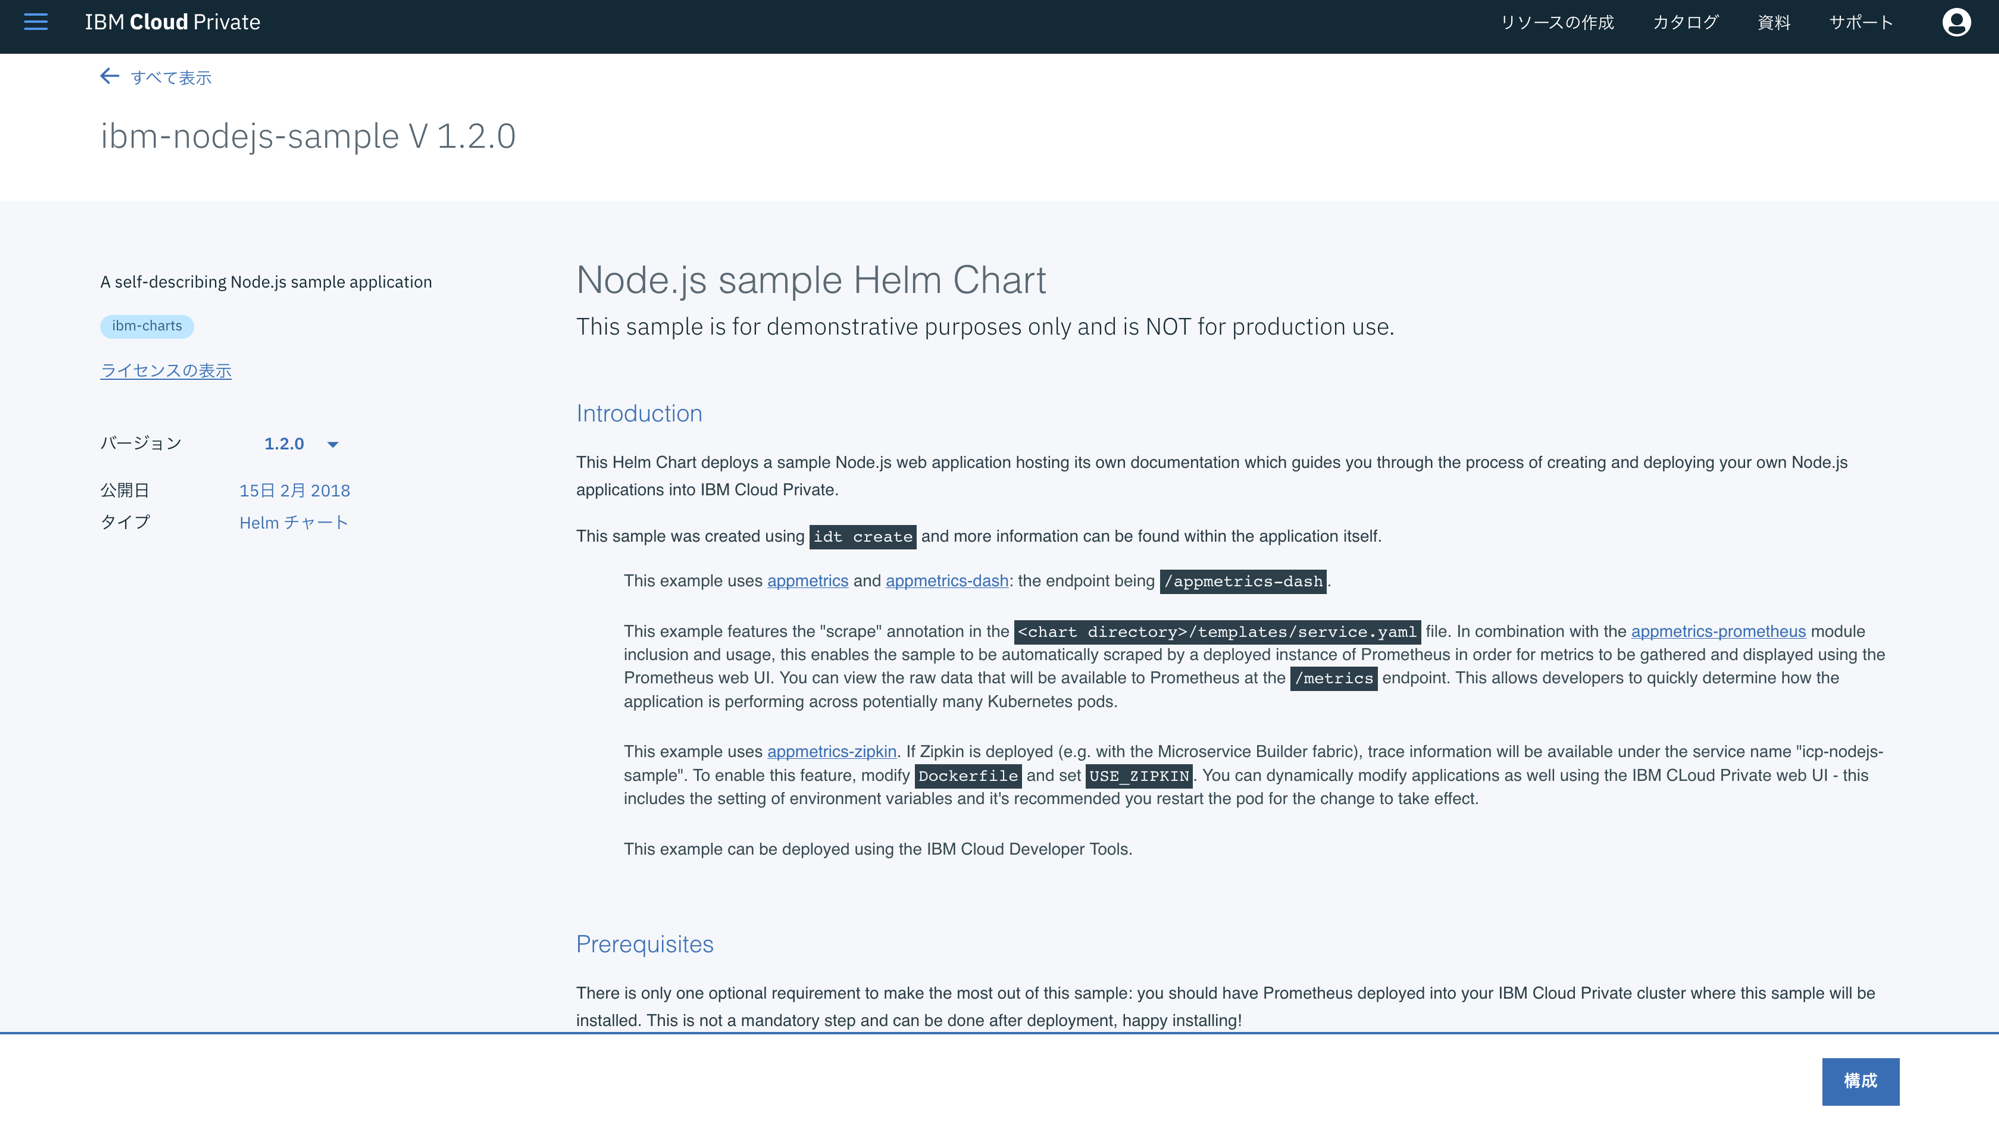 IBM Cloud Private
リソースの作成 カタログ 資料 サポート
← すべて表示
ibm-nodejs-sample V 1.2.0
A self-describing Node.js sample application
ibm-charts
ライセンスの表示
バージョン 1.2.0
公開日 15日 2月 2018
タイプ Helm チャート
Node.js sample Helm Chart
This sample is for demonstrative purposes only and is NOT for production use.
Introduction
This Helm Chart deploys a sample Node.js web application hosting its own documentation which guides you through the process of creating and deploying your own Node.js
applications into IBM Cloud Private.
This sample was created using idt create and more information can be found within the application itself.
This example uses appmetrics and appmetrics-dash: the endpoint being /appmetrics-dash.
This example features the "scrape" annotation in the <chart directory>/templates/service.yaml file. In combination with the appmetrics-prometheus module
inclusion and usage, this enables the sample to be automatically scraped by a deployed instance of Prometheus in order for metrics to be gathered and displayed using the
Prometheus web UI. You can view the raw data that will be available to Prometheus at the /metrics endpoint. This allows developers to quickly determine how the
application is performing across potentially many Kubernetes pods.
This example uses appmetrics-zipkin. If Zipkin is deployed (e.g. with the Microservice Builder fabric), trace information will be available under the service name "icp-nodejs-
sample". To enable this feature, modify Dockerfile and set USE_ZIPKIN. You can dynamically modify applications as well using the IBM CLoud Private web UI - this
includes the setting of environment variables and it's recommended you restart the pod for the change to take effect.
This example can be deployed using the IBM Cloud Developer Tools.
Prerequisites
There is only one optional requirement to make the most out of this sample: you should have Prometheus deployed into your IBM Cloud Private cluster where this sample will be
installed. This is not a mandatory step and can be done after deployment, happy installing!
構成